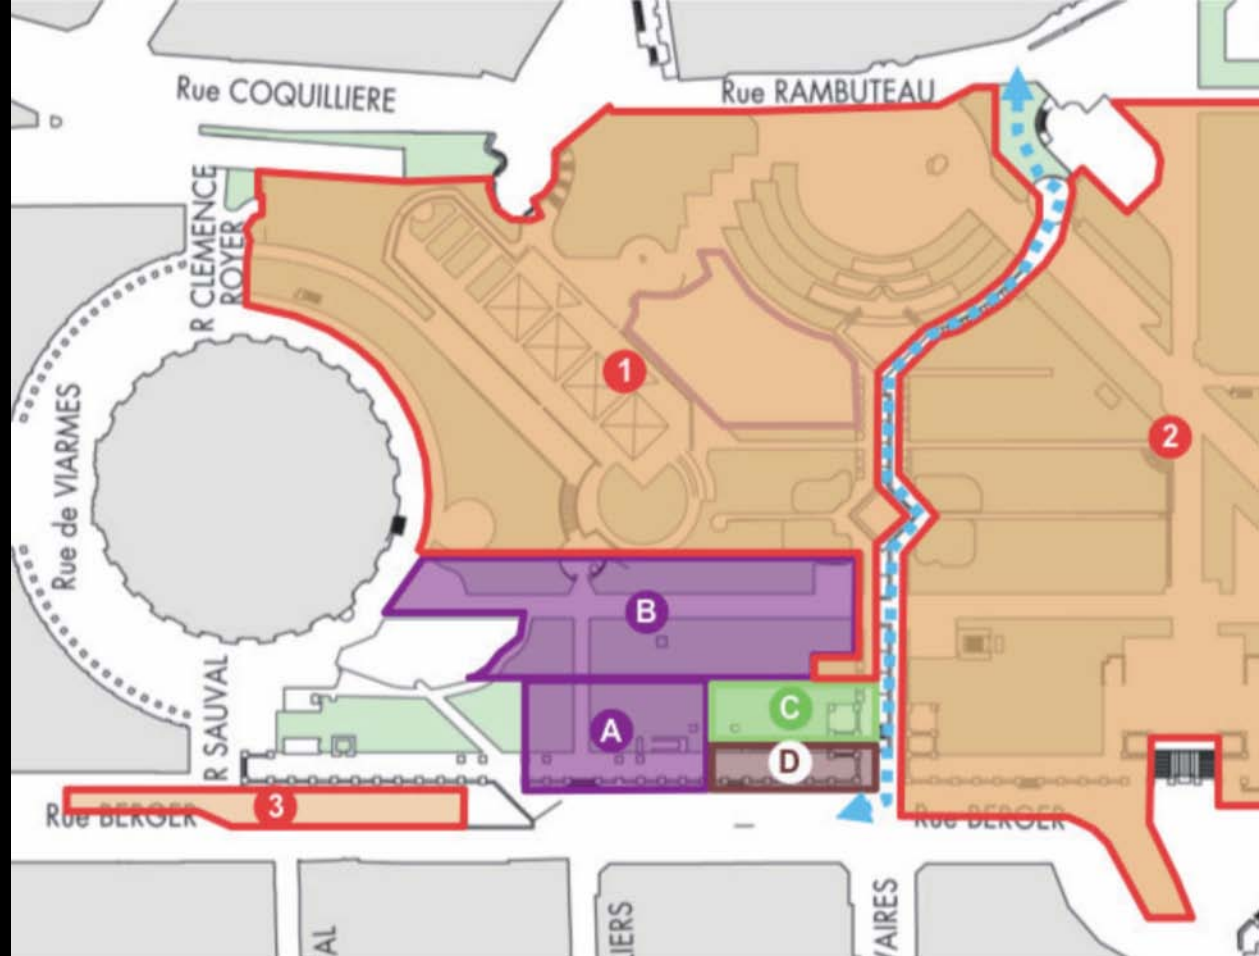 Rue COQUILLIERE
Rue RAMBUTEAU
R CLEMENCE
ROYER
1
2
Rue de VIARMES
B
R SAUVAL
C
A
D
3
Rue BERGER
Rue BERGER
AL
IERS
VAIRES